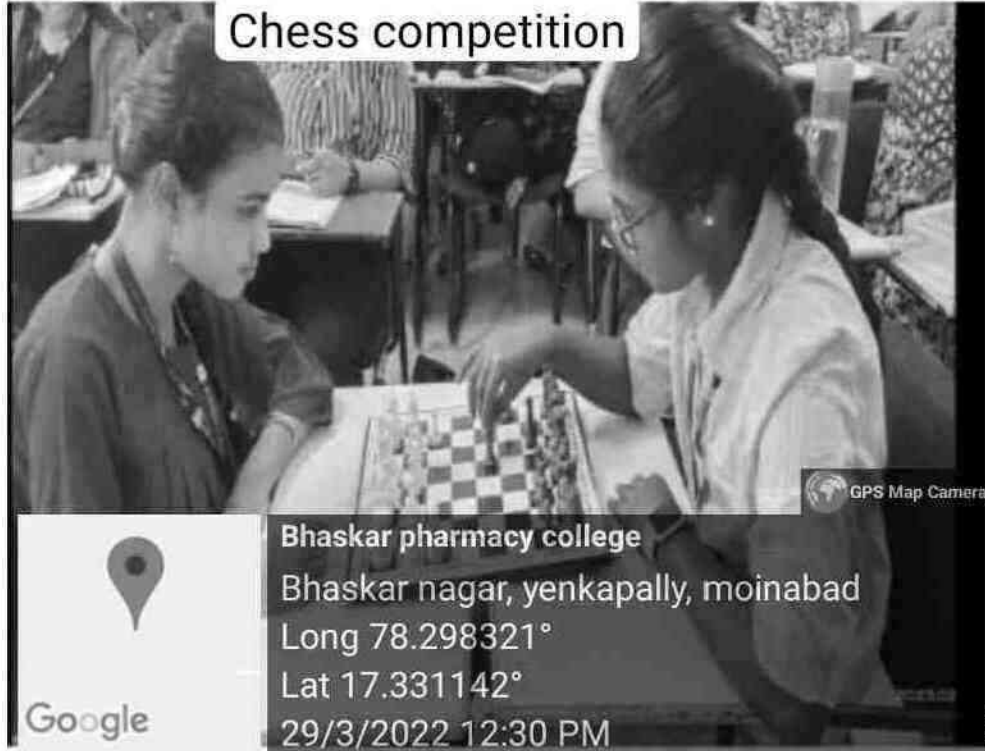 Chess competition
GPS Map Camera
Bhaskar pharmacy college
Bhaskar nagar, yenkapally, moinabad
Long 78.298321°
Lat 17.331142°
29/3/2022 12:30 PM
Google